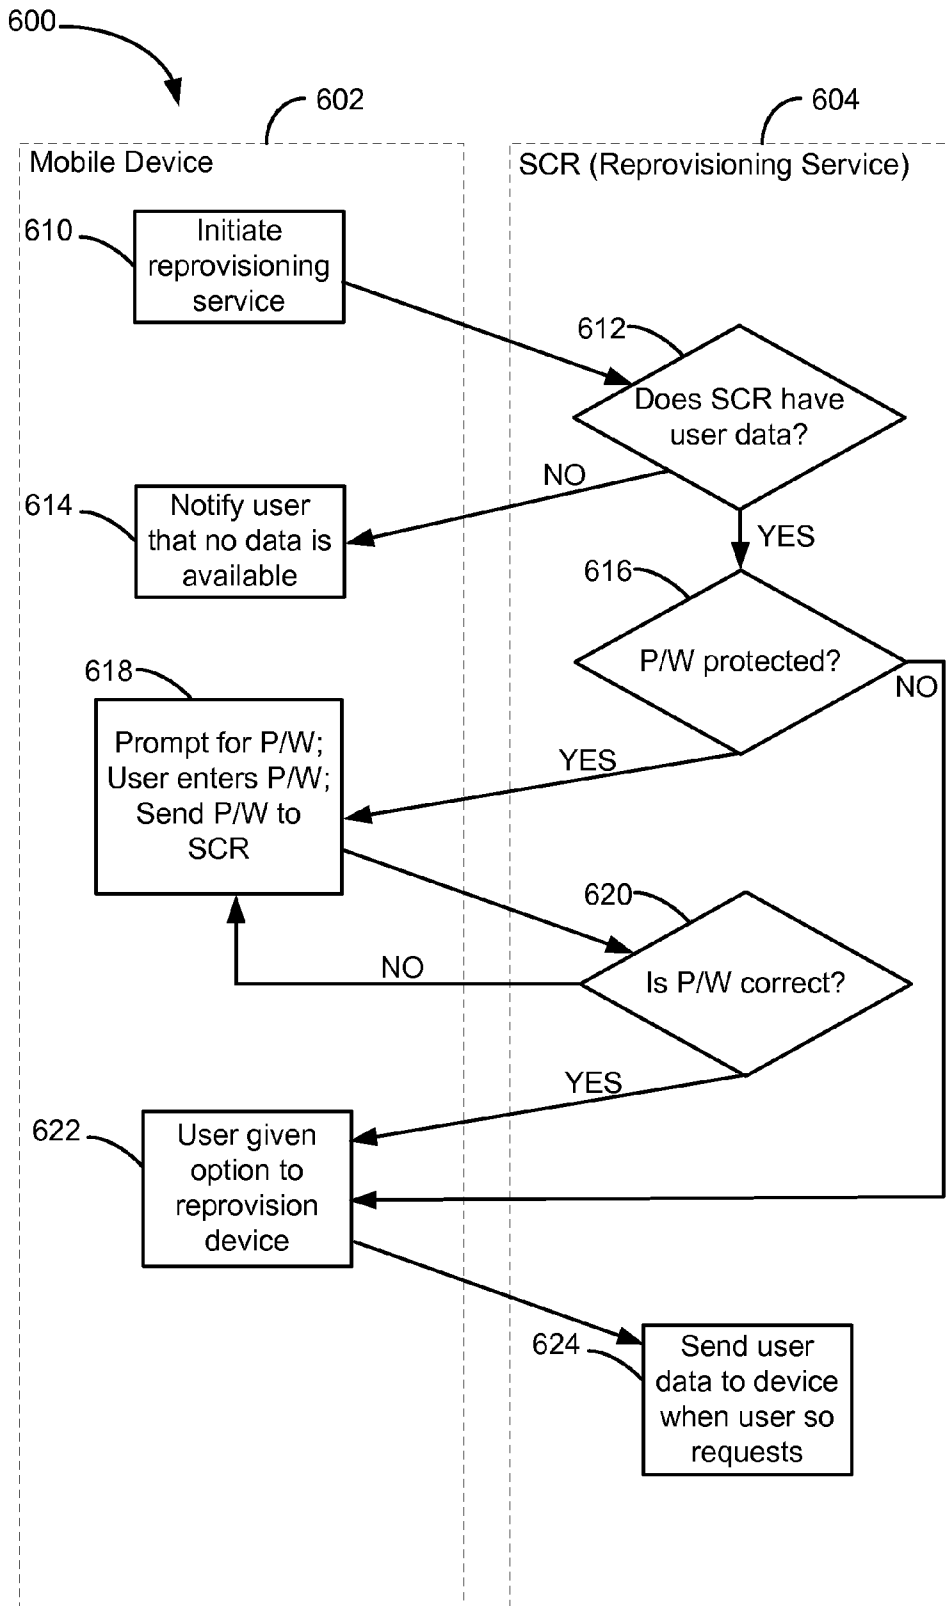 600
602
604
Mobile Device
SCR (Reprovisioning Service)
610
Initiate
reprovisioning
service
612
Does SCR have
user data?
NO
614
Notify user
that no data is
available
YES
616
P/W protected?
NO
618
Prompt for P/W;
User enters P/W;
Send P/W to
SCR
YES
620
Is P/W correct?
NO
YES
622
User given
option to
reprovision
device
624
Send user
data to device
when user so
requests